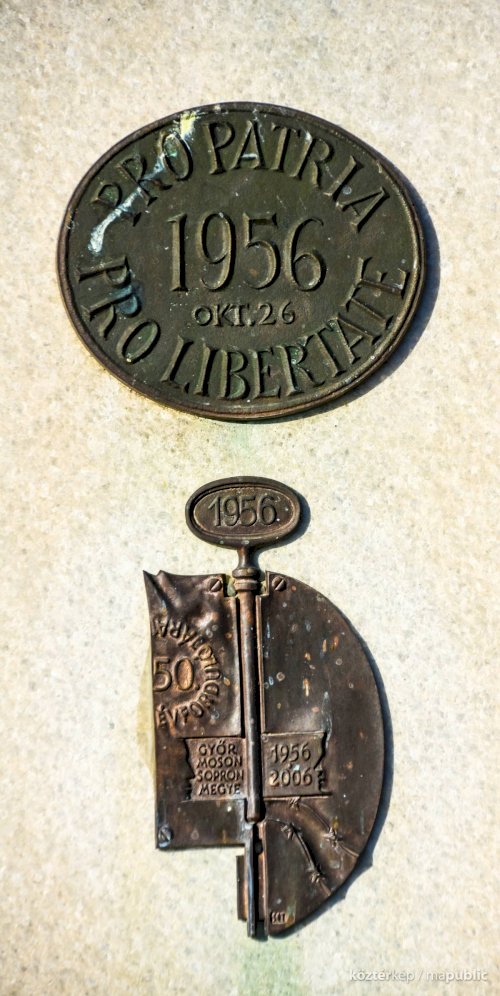 PRO PATRIA
1956
OKT. 26
PRO LIBERTATE
1956
50.
ÉVFORDULÓJÁRA
GYŐR
MOSON
SOPRON
MEGYE
1956
2006
köztérkép / mapublic